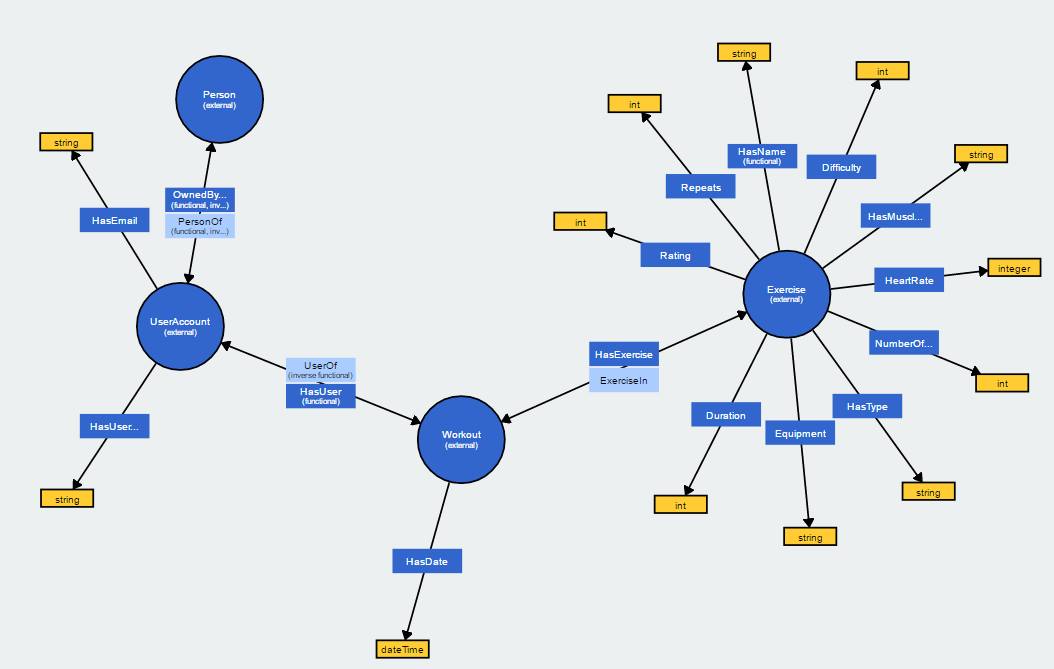 string
int
Person
(external)
int
HasName
(functional)
string
string
Difficulty
Repeats
OwnedBy...
(functional, inv...)
HasMuscl...
HasEmail
PersonOf
(functional, inv...)
int
Rating
integer
HeartRate
Exercise
(external)
UserAccount
(external)
NumberOf...
HasExercise
UserOf
(inverse functional)
ExerciseIn
int
HasUser
(functional)
HasType
Duration
HasUser...
Equipment
Workout
(external)
string
string
int
string
HasDate
dateTime